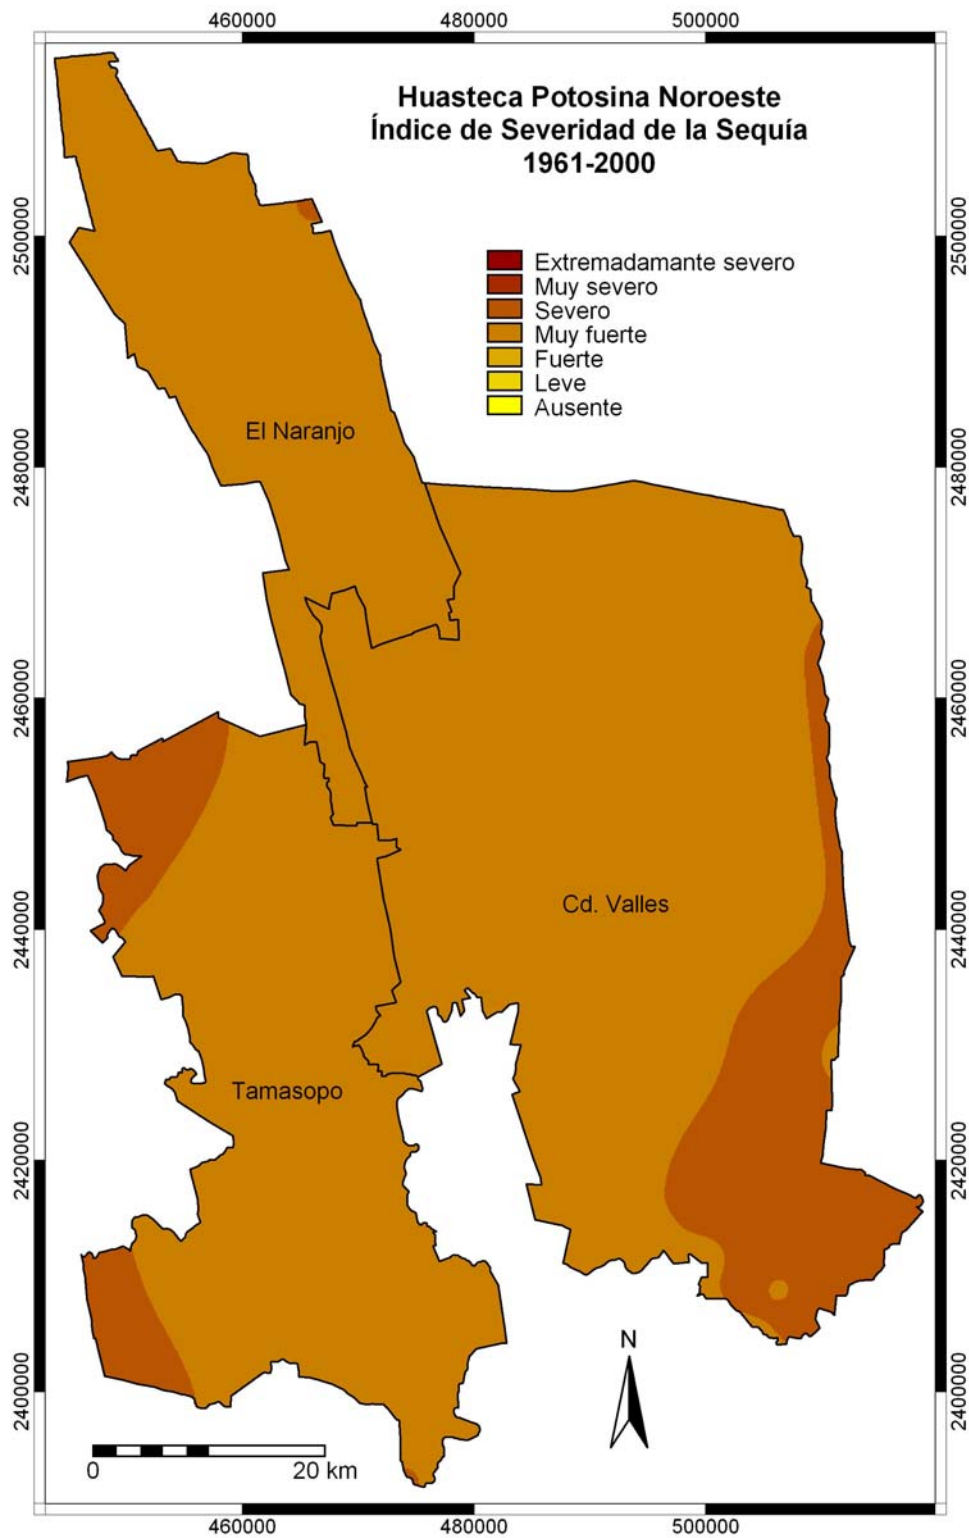 460000
480000
500000
Huasteca Potosina Noroeste
Índice de Severidad de la Sequía
1961-2000
2500000
2500000
Extremadamante severo
Muy severo
Severo
Muy fuerte
Fuerte
Leve
Ausente
El Naranjo
2480000
2480000
2460000
2460000
Cd. Valles
2440000
2440000
Tamasopo
2420000
2420000
N
2400000
2400000
0
20 km
460000
480000
500000